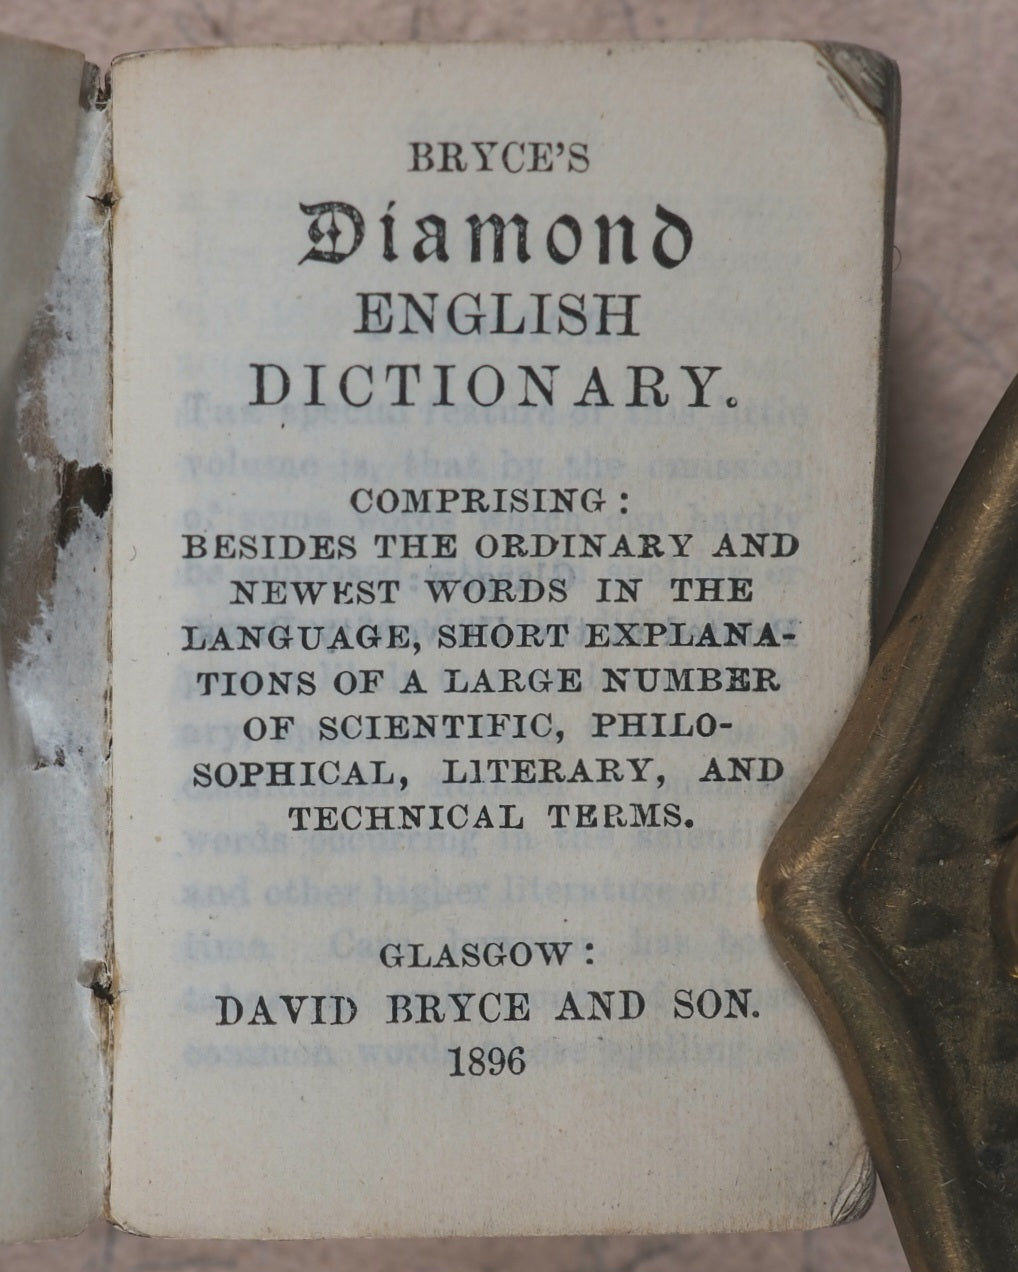 BRYCE'S
Diamond
ENGLISH
DICTIONARY.
COMPRISING :
BESIDES THE ORDINARY AND
NEWEST WORDS IN THE
LANGUAGE, SHORT EXPLANA-
TIONS OF A LARGE NUMBER
OF SCIENTIFIC, PHILO-
SOPHICAL, LITERARY, AND
TECHNICAL TERMS.
GLASGOW :
DAVID BRYCE AND SON.
1896